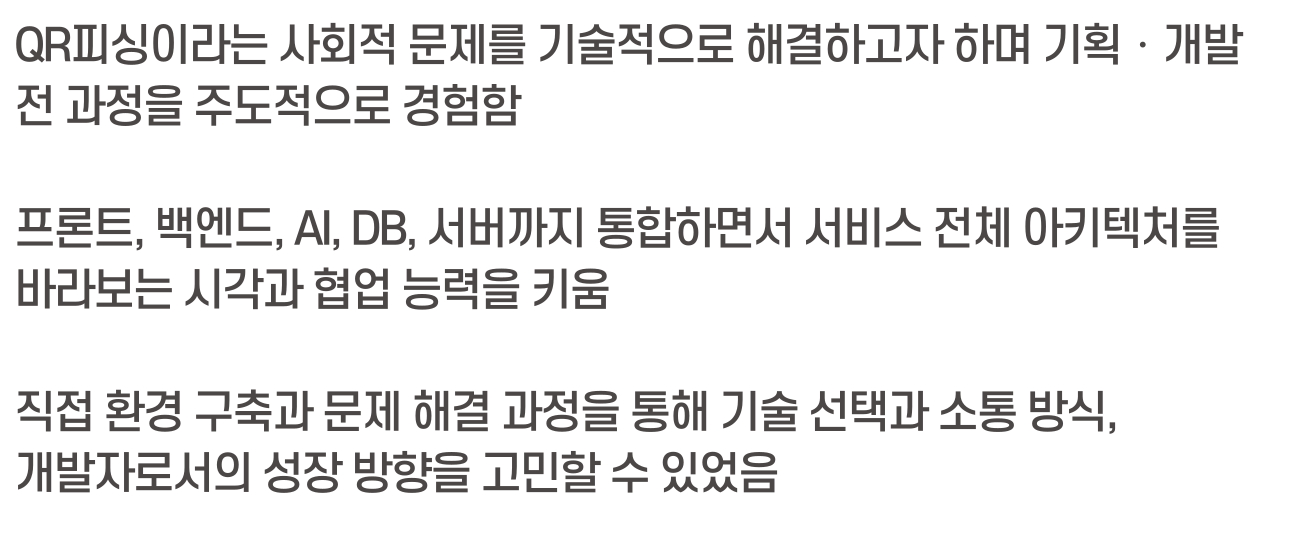 QR피싱이라는 사회적 문제를 기술적으로 해결하고자 하며 기획 · 개발
전 과정을 주도적으로 경험함
프론트, 백엔드, AI, DB, 서버까지 통합하면서 서비스 전체 아키텍처를
바라보는 시각과 협업 능력을 키움
직접 환경 구축과 문제 해결 과정을 통해 기술 선택과 소통 방식,
개발자로서의 성장 방향을 고민할 수 있었음